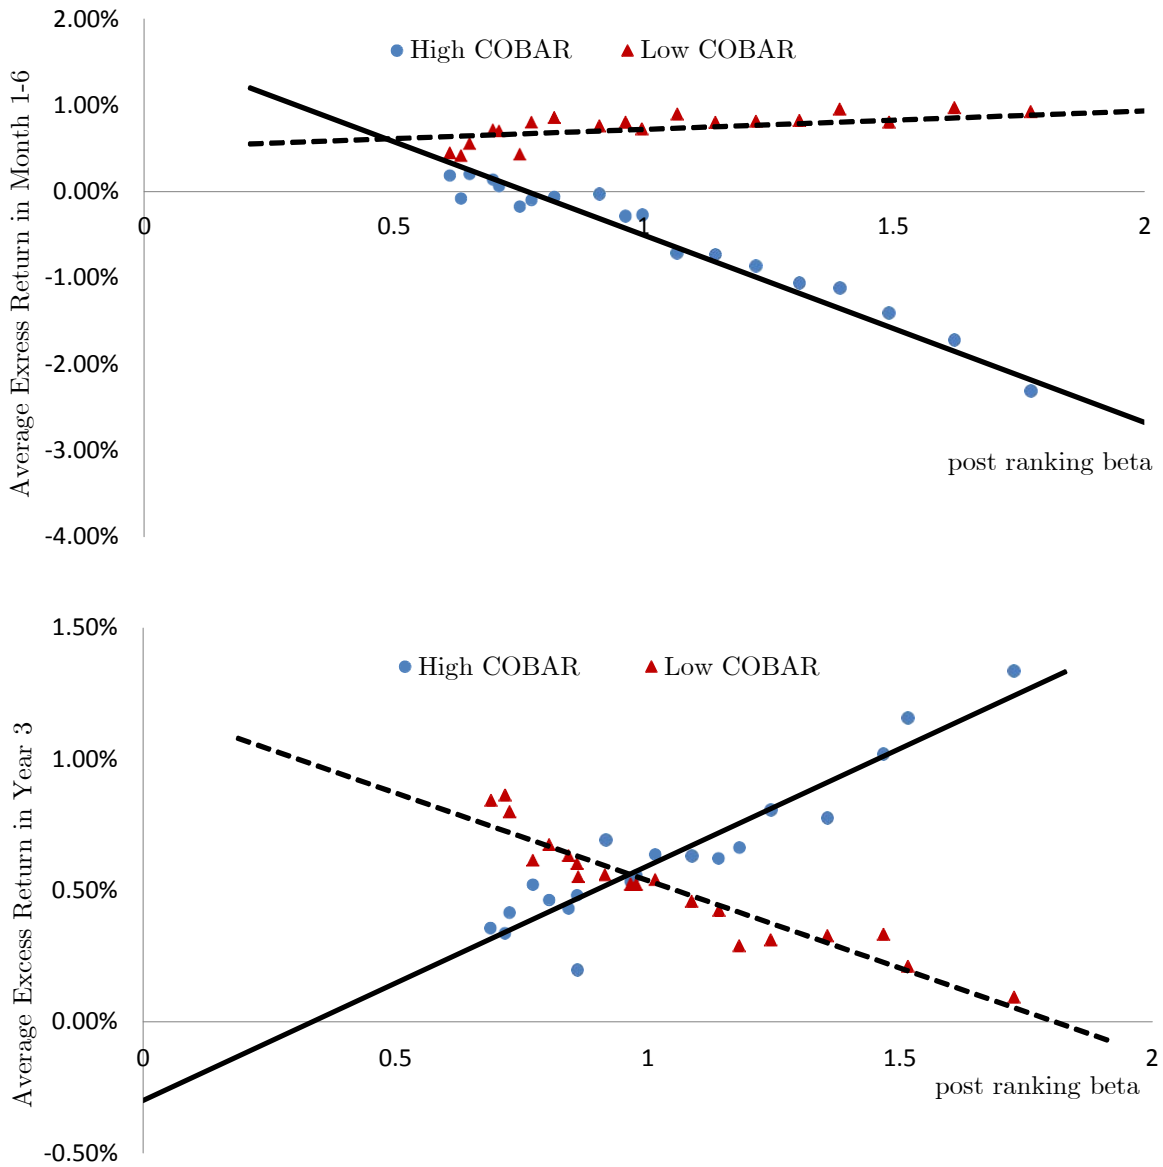 2.00%
High COBAR Low COBAR
1.00%
0.00%
0 0.5 1 1.5 2
-1.00%
-2.00%
-3.00%
post ranking beta
-4.00%
Average Exress Return in Month 1-6
1.50%
High COBAR Low COBAR
1.00%
0.50%
0.00%
0 0.5 1 1.5 2
post ranking beta
-0.50%
Average Excess Return in Year 3